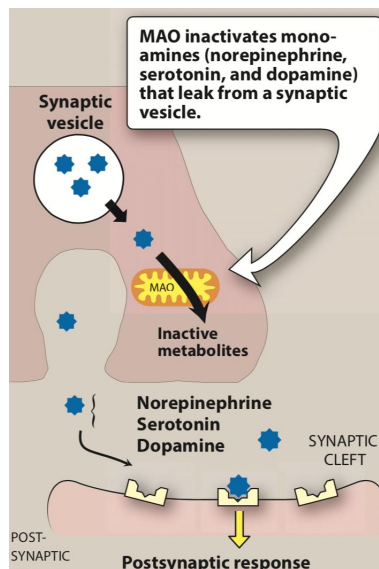 MAO inactivates mono-
amines (norepinephrine,
serotonin, and dopamine)
that leak from a synaptic
vesicle.
Synaptic
vesicle
MAO
Inactive
metabolites
Norepinephrine
Serotonin
Dopamine
SYNAPTIC
CLEFT
POST-
SYNAPTIC
Postsynaptic response